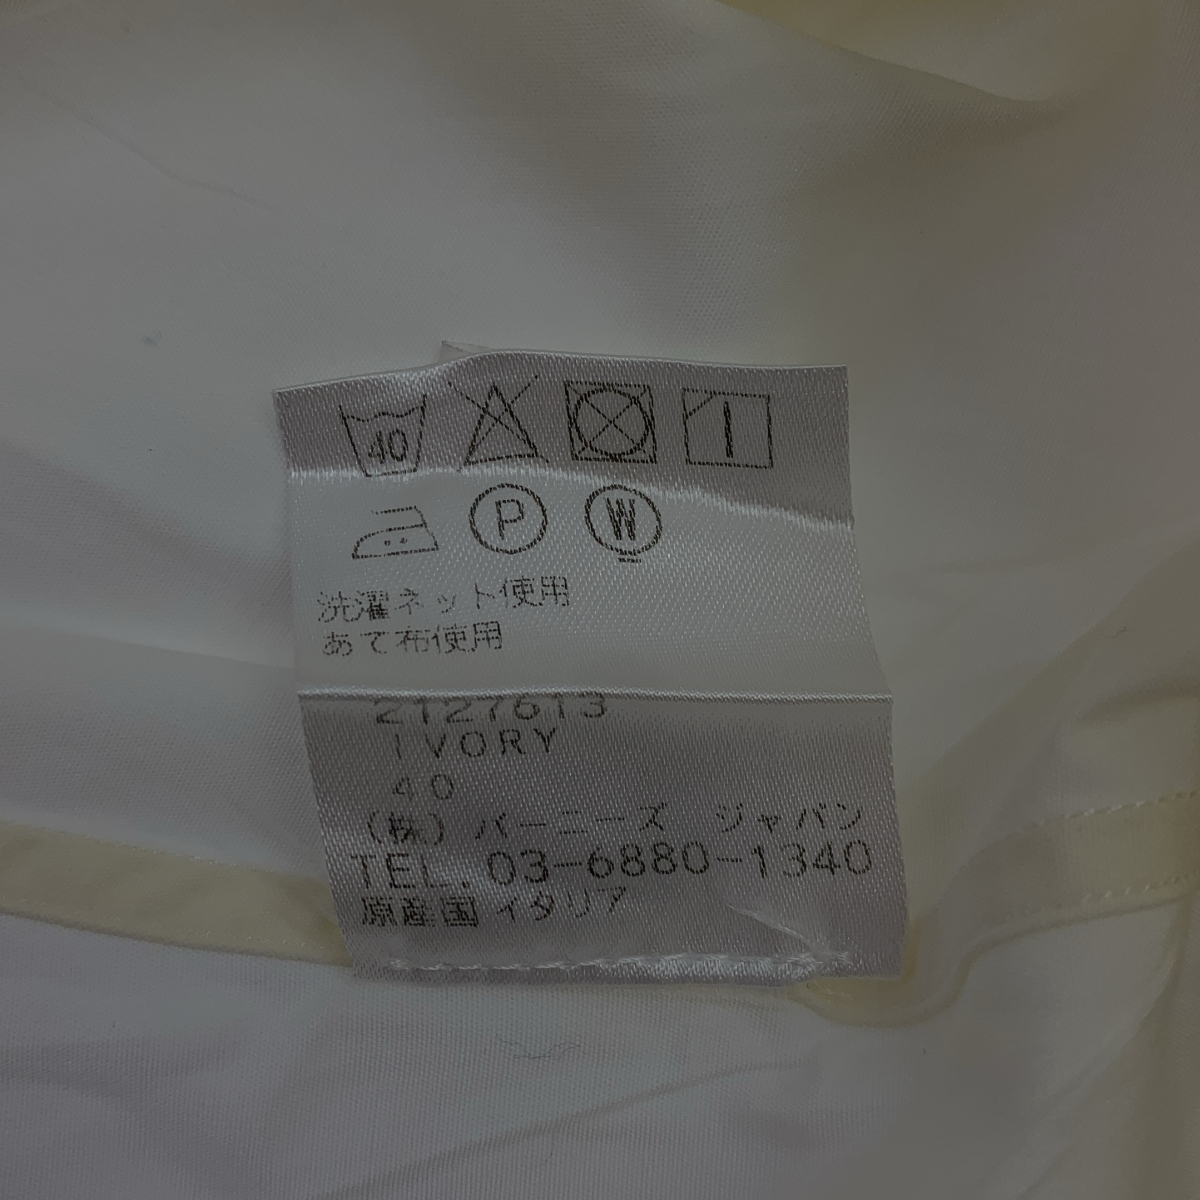 40
P W
洗濯ネット使用
あて布使用
2127613
IVORY
40
(株) バーニーズ ジャパン
TEL. 03-6880-1340
原産国 イタリア